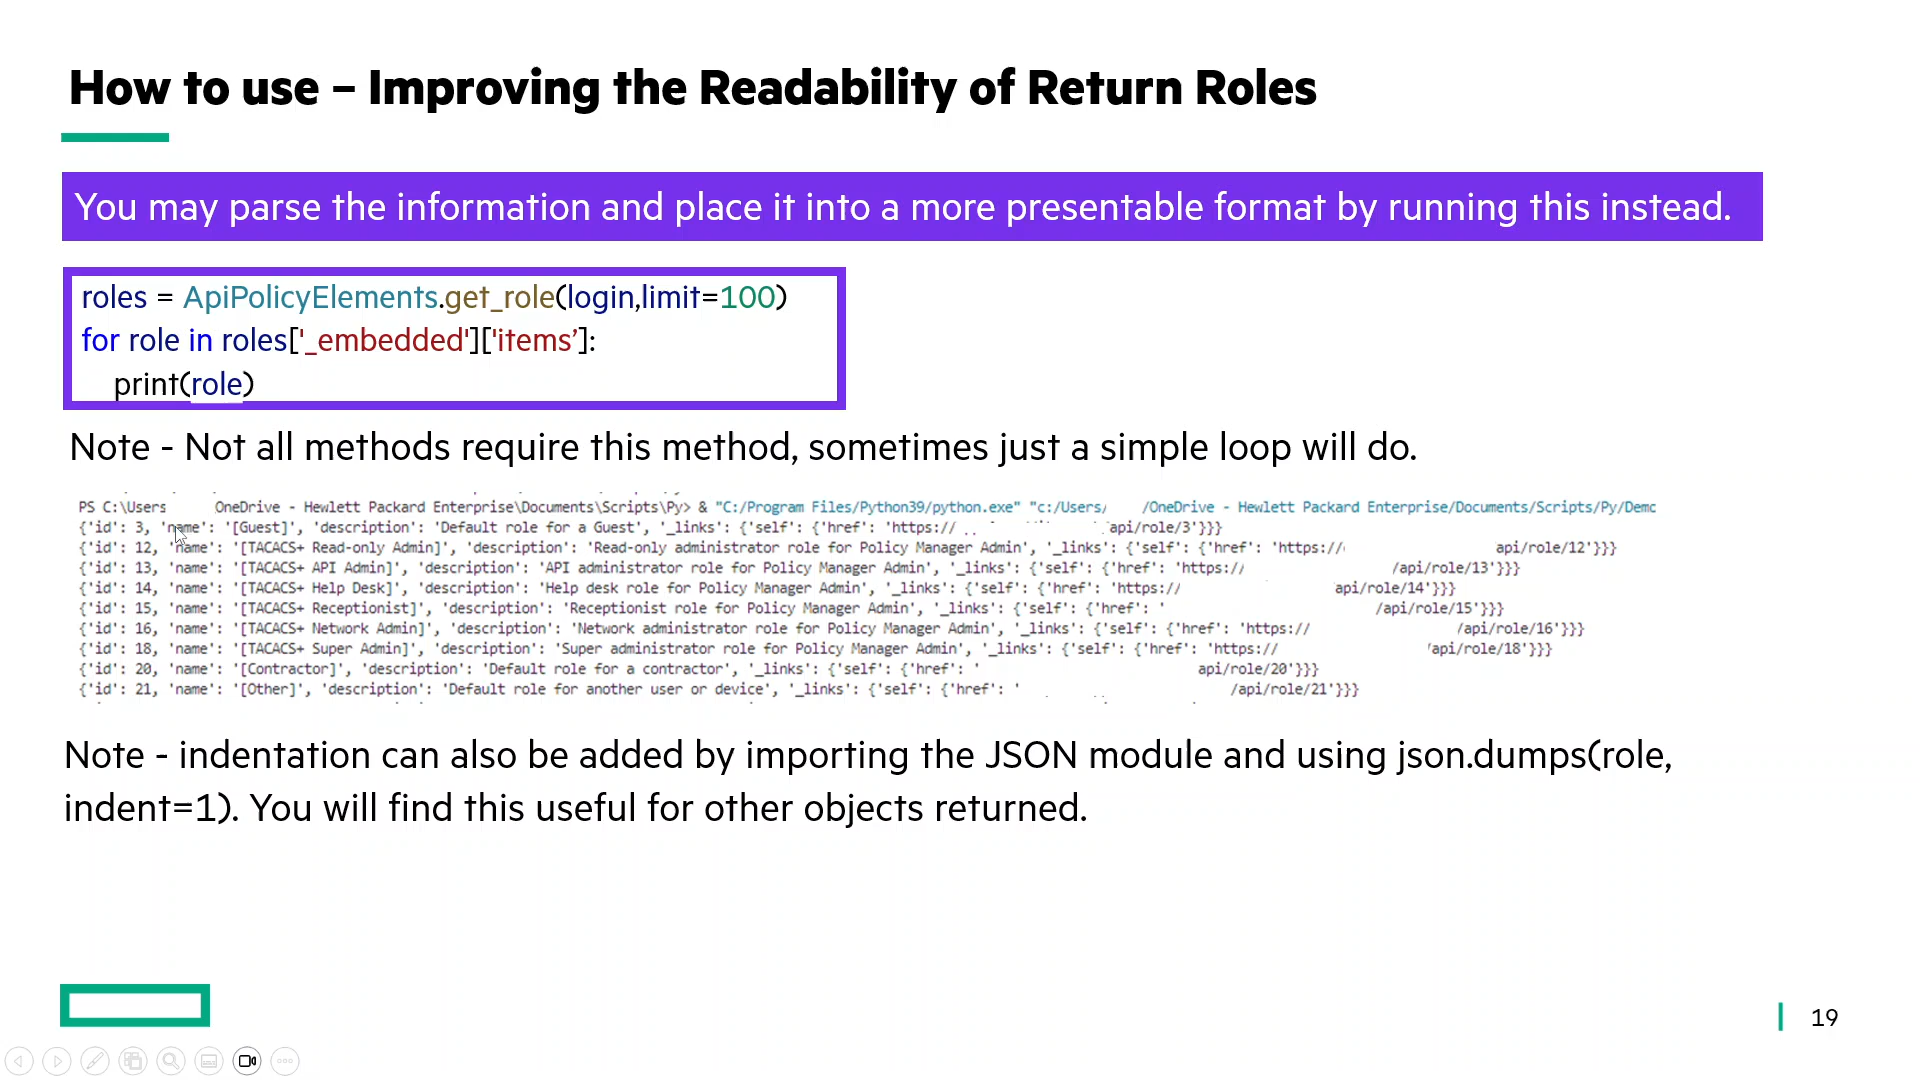 How to use – Improving the Readability of Return Roles
You may parse the information and place it into a more presentable format by running this instead.
roles = ApiPolicyElements.get_role(login,limit=100)
for role in roles['_embedded']['items’]:
print(role)
Note - Not all methods require this method, sometimes just a simple loop will do.
PS C:\Users OneDrive - Hewlett Packard Enterprise\Documents\Scripts\Py> & "C:/Program Files/Python39/python.exe" "c:/Users/ /OneDrive - Hewlett Packard Enterprise/Documents/Scripts/Py/Demo
{'id': 3, 'name': '[Guest]', 'description': 'Default role for a Guest', '_links': {'self': {'href': 'https:// api/role/3'}}}
{'id': 12, 'name': '[TACACS+ Read-only Admin]', 'description': 'Read-only administrator role for Policy Manager Admin', '_links': {'self': {'href': 'https:// api/role/12'}}}
{'id': 13, 'name': '[TACACS+ API Admin]', 'description': 'API administrator role for Policy Manager Admin', '_links': {'self': {'href': 'https:// /api/role/13'}}}
{'id': 14, 'name': '[TACACS+ Help Desk]', 'description': 'Help desk role for Policy Manager Admin', '_links': {'self': {'href': 'https:// api/role/14'}}}
{'id': 15, 'name': '[TACACS+ Receptionist]', 'description': 'Receptionist role for Policy Manager Admin', '_links': {'self': {'href': ' /api/role/15'}}}
{'id': 16, 'name': '[TACACS+ Network Admin]', 'description': 'Network administrator role for Policy Manager Admin', '_links': {'self': {'href': 'https:// /api/role/16'}}}
{'id': 18, 'name': '[TACACS+ Super Admin]', 'description': 'Super administrator role for Policy Manager Admin', '_links': {'self': {'href': 'https:// api/role/18'}}}
{'id': 20, 'name': '[Contractor]', 'description': 'Default role for a contractor', '_links': {'self': {'href': ' api/role/20'}}}
{'id': 21, 'name': '[Other]', 'description': 'Default role for another user or device', '_links': {'self': {'href': ' /api/role/21'}}}
Note - indentation can also be added by importing the JSON module and using json.dumps(role,
indent=1). You will find this useful for other objects returned.
19